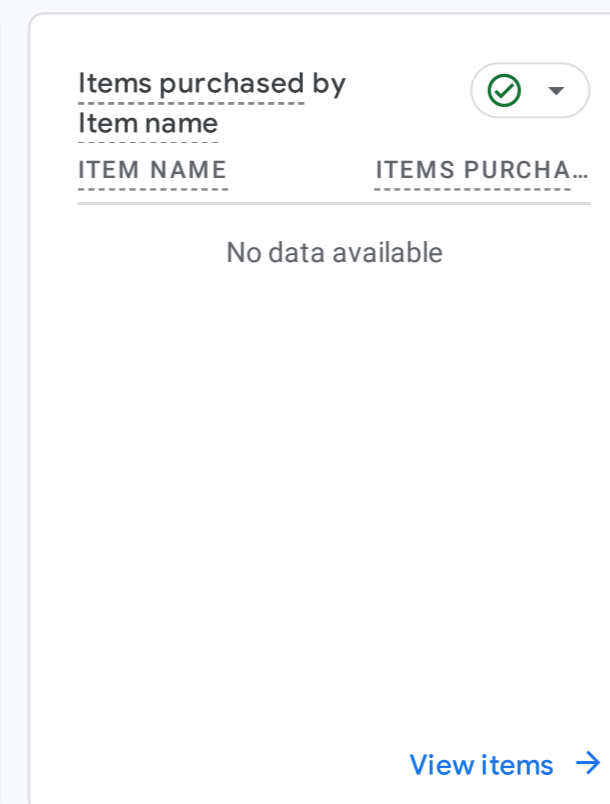 Items purchased by
Item name
ITEM NAME ITEMS PURCHA…
No data available
View items